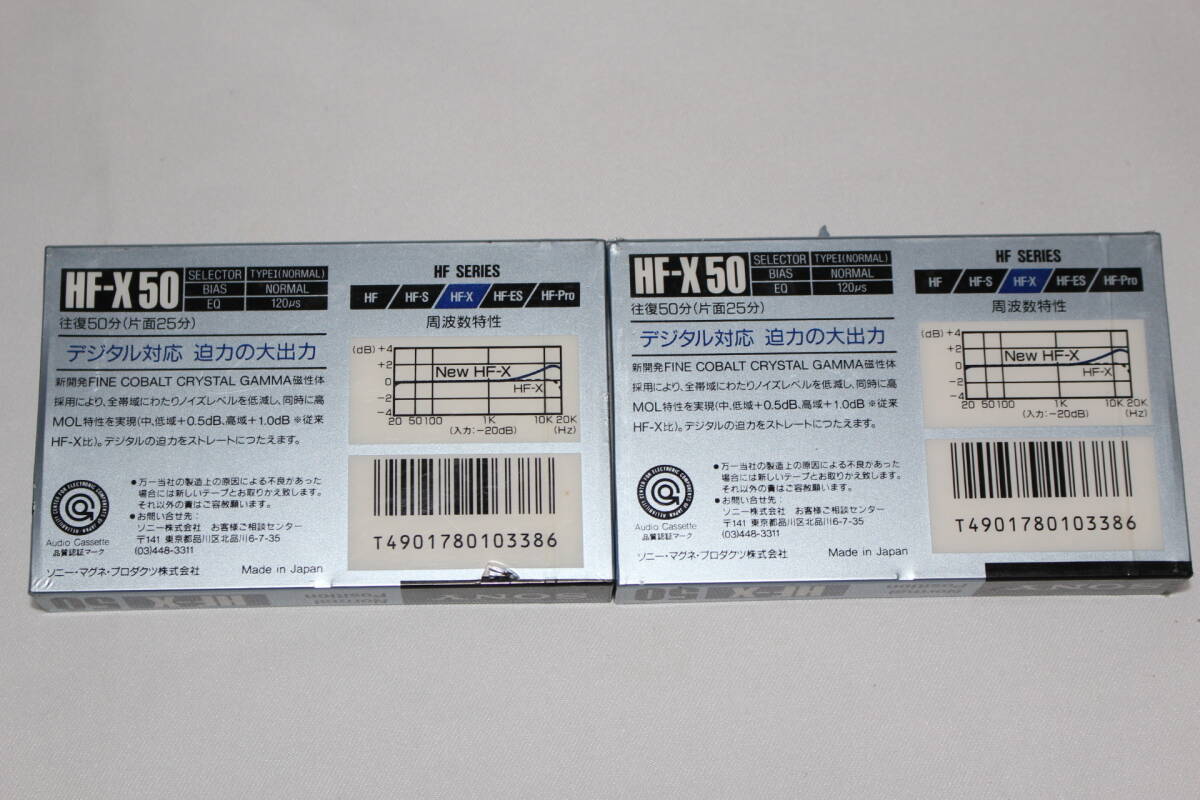 HF-X 50
SELECTOR TYPEI(NORMAL)
BIAS NORMAL
EQ 120μs
往復50分(片面25分)
デジタル対応 迫力の大出力
新開発FINE COBALT CRYSTAL GAMMA磁性体
採用により、全帯域にわたりノイズレベルを低減し、同時に高
MOL特性を実現(中、低域+0.5dB、高域+1.0dB ※従来
HF-X比)。デジタルの迫力をストレートにつたえます。
RELIABILITY CENTER FOR ELECTRONIC COMPONENTS OF JAPAN
Audio Cassette
品質認証マーク
●万一当社の製造上の原因による不良があった
場合には新しいテープとお取りかえ致します。
それ以外の責はご容赦願います。
●お問い合せ先:
ソニー株式会社 お客様ご相談センター
〒141 東京都品川区北品川6-7-35
(03)448-3311
ソニー・マグネ・プロダクツ株式会社
Made in Japan
HF SERIES
HF HF-S HF-X HF-ES HF-Pro
周波数特性
(dB) +4
+2
0
-2
-4
New HF-X
HF-X
20 50 100 1K 10K 20K
(入力:-20dB) (Hz)
T4901780103386
SONY
Normal
Position
HF-X 50
HF-X 50
SELECTOR TYPEI(NORMAL)
BIAS NORMAL
EQ 120μs
往復50分(片面25分)
デジタル対応 迫力の大出力
新開発FINE COBALT CRYSTAL GAMMA磁性体
採用により、全帯域にわたりノイズレベルを低減し、同時に高
MOL特性を実現(中、低域+0.5dB、高域+1.0dB ※従来
HF-X比)。デジタルの迫力をストレートにつたえます。
RELIABILITY CENTER FOR ELECTRONIC COMPONENTS OF JAPAN
Audio Cassette
品質認証マーク
●万一当社の製造上の原因による不良があった
場合には新しいテープとお取りかえ致します。
それ以外の責はご容赦願います。
●お問い合せ先:
ソニー株式会社 お客様ご相談センター
〒141 東京都品川区北品川6-7-35
(03)448-3311
ソニー・マグネ・プロダクツ株式会社
Made in Japan
HF SERIES
HF HF-S HF-X HF-ES HF-Pro
周波数特性
(dB) +4
+2
0
-2
-4
New HF-X
HF-X
20 50 100 1K 10K 20K
(入力:-20dB) (Hz)
T4901780103386
SONY
Normal
Position
HF-X 50